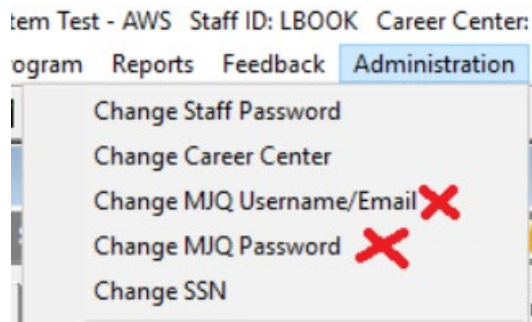 tem Test - AWS Staff ID: LBOOK Career Center:
ogram Reports Feedback Administration
Change Staff Password
Change Career Center
Change MJQ Username/Email
Change MJQ Password
Change SSN